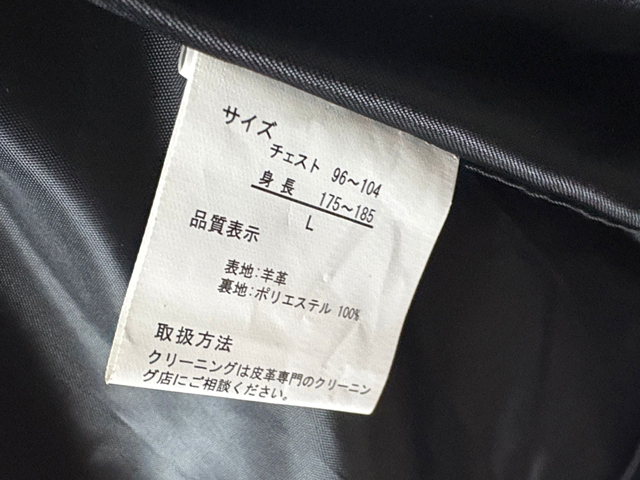 サイズ
チェスト 96～104
身長 175～185
L
品質表示
表地:羊革
裏地:ポリエステル 100%
取扱方法
クリーニングは皮革専門のクリーニン
グ店にご相談ください。